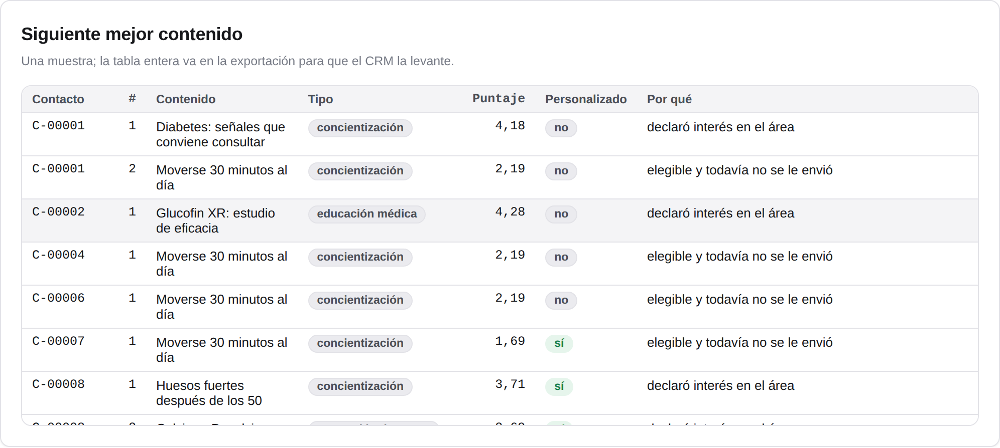 Siguiente mejor contenido
Una muestra; la tabla entera va en la exportación para que el CRM la levante.
Contacto # Contenido Tipo Puntaje Personalizado Por qué
C-00001 1 Diabetes: señales que concientización 4,18 no declaró interés en el área
conviene consultar
C-00001 2 Moverse 30 minutos al concientización 2,19 no elegible y todavía no se le envió
día
C-00002 1 Glucofin XR: estudio educación médica 4,28 no declaró interés en el área
de eficacia
C-00004 1 Moverse 30 minutos al concientización 2,19 no elegible y todavía no se le envió
día
C-00006 1 Moverse 30 minutos al concientización 2,19 no elegible y todavía no se le envió
día
C-00007 1 Moverse 30 minutos al concientización 1,69 sí elegible y todavía no se le envió
día
C-00008 1 Huesos fuertes concientización 3,71 sí declaró interés en el área
después de los 50